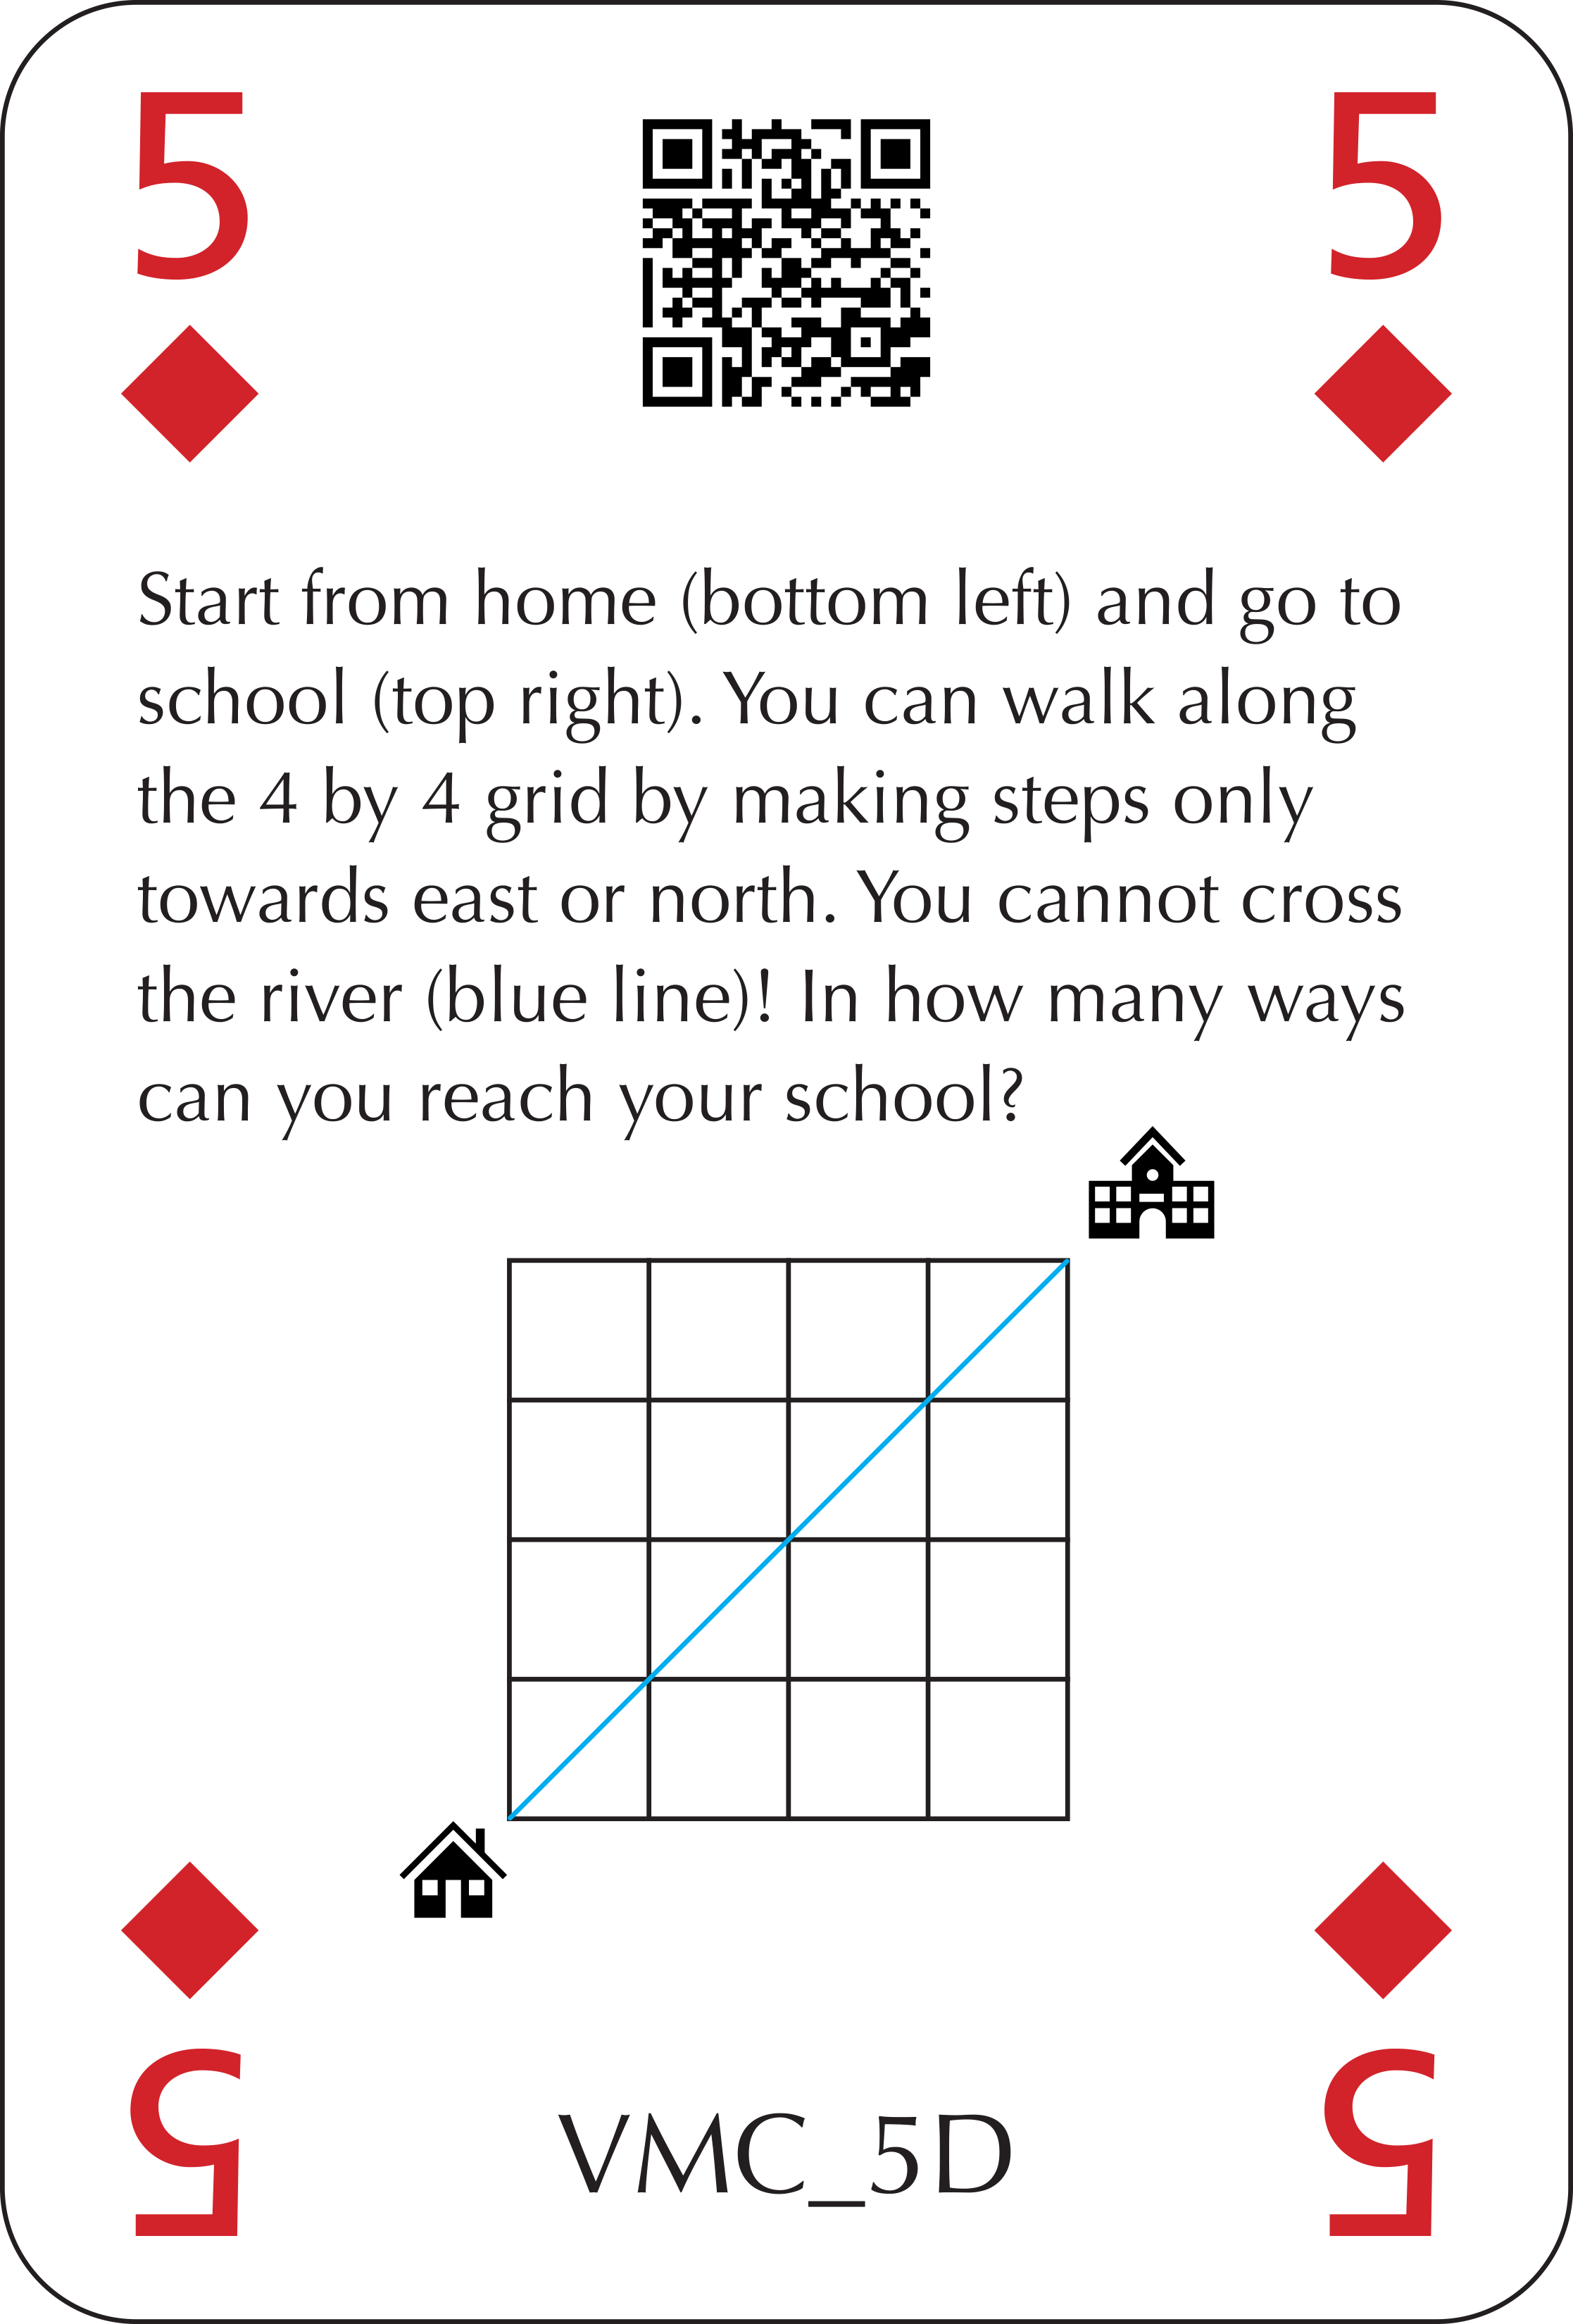 5 5
Start from home (bottom left) and go to
school (top right). You can walk along
the 4 by 4 grid by making steps only
towards east or north. You cannot cross
the river (blue line)! In how many ways
can you reach your school?
VMC_5D
5 5